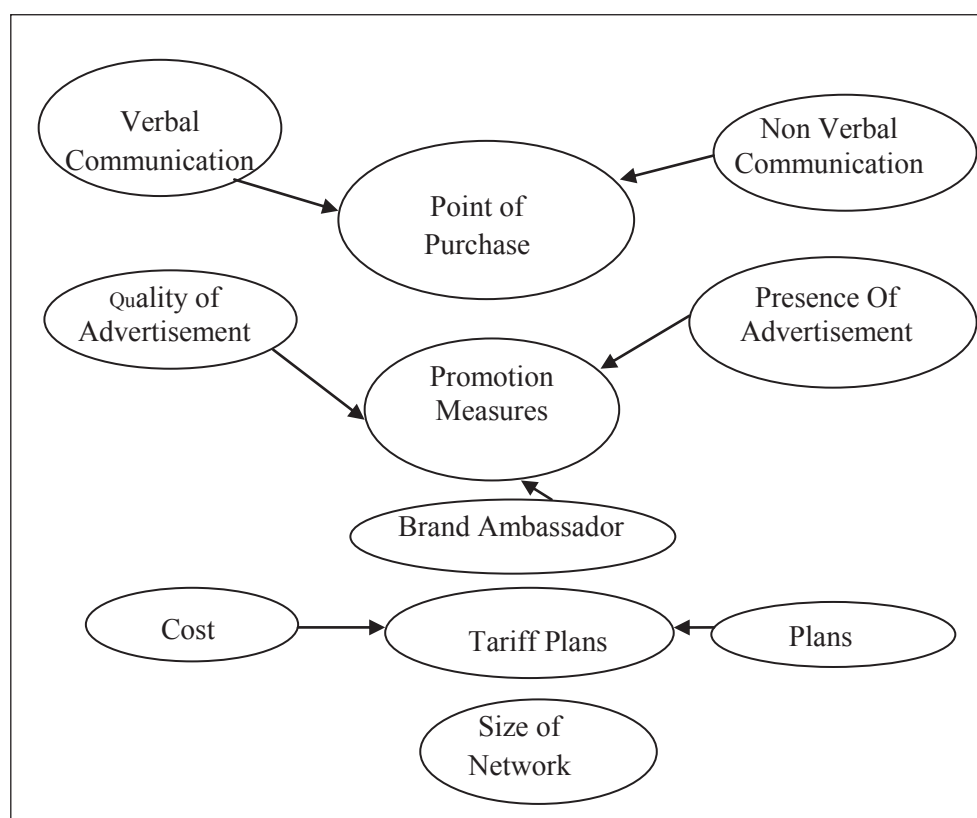 Verbal
Communication
Non Verbal
Communication
Point of
Purchase
Quality of
Advertisement
Presence Of
Advertisement
Promotion
Measures
Brand Ambassador
Cost
Tariff Plans
Plans
Size of
Network